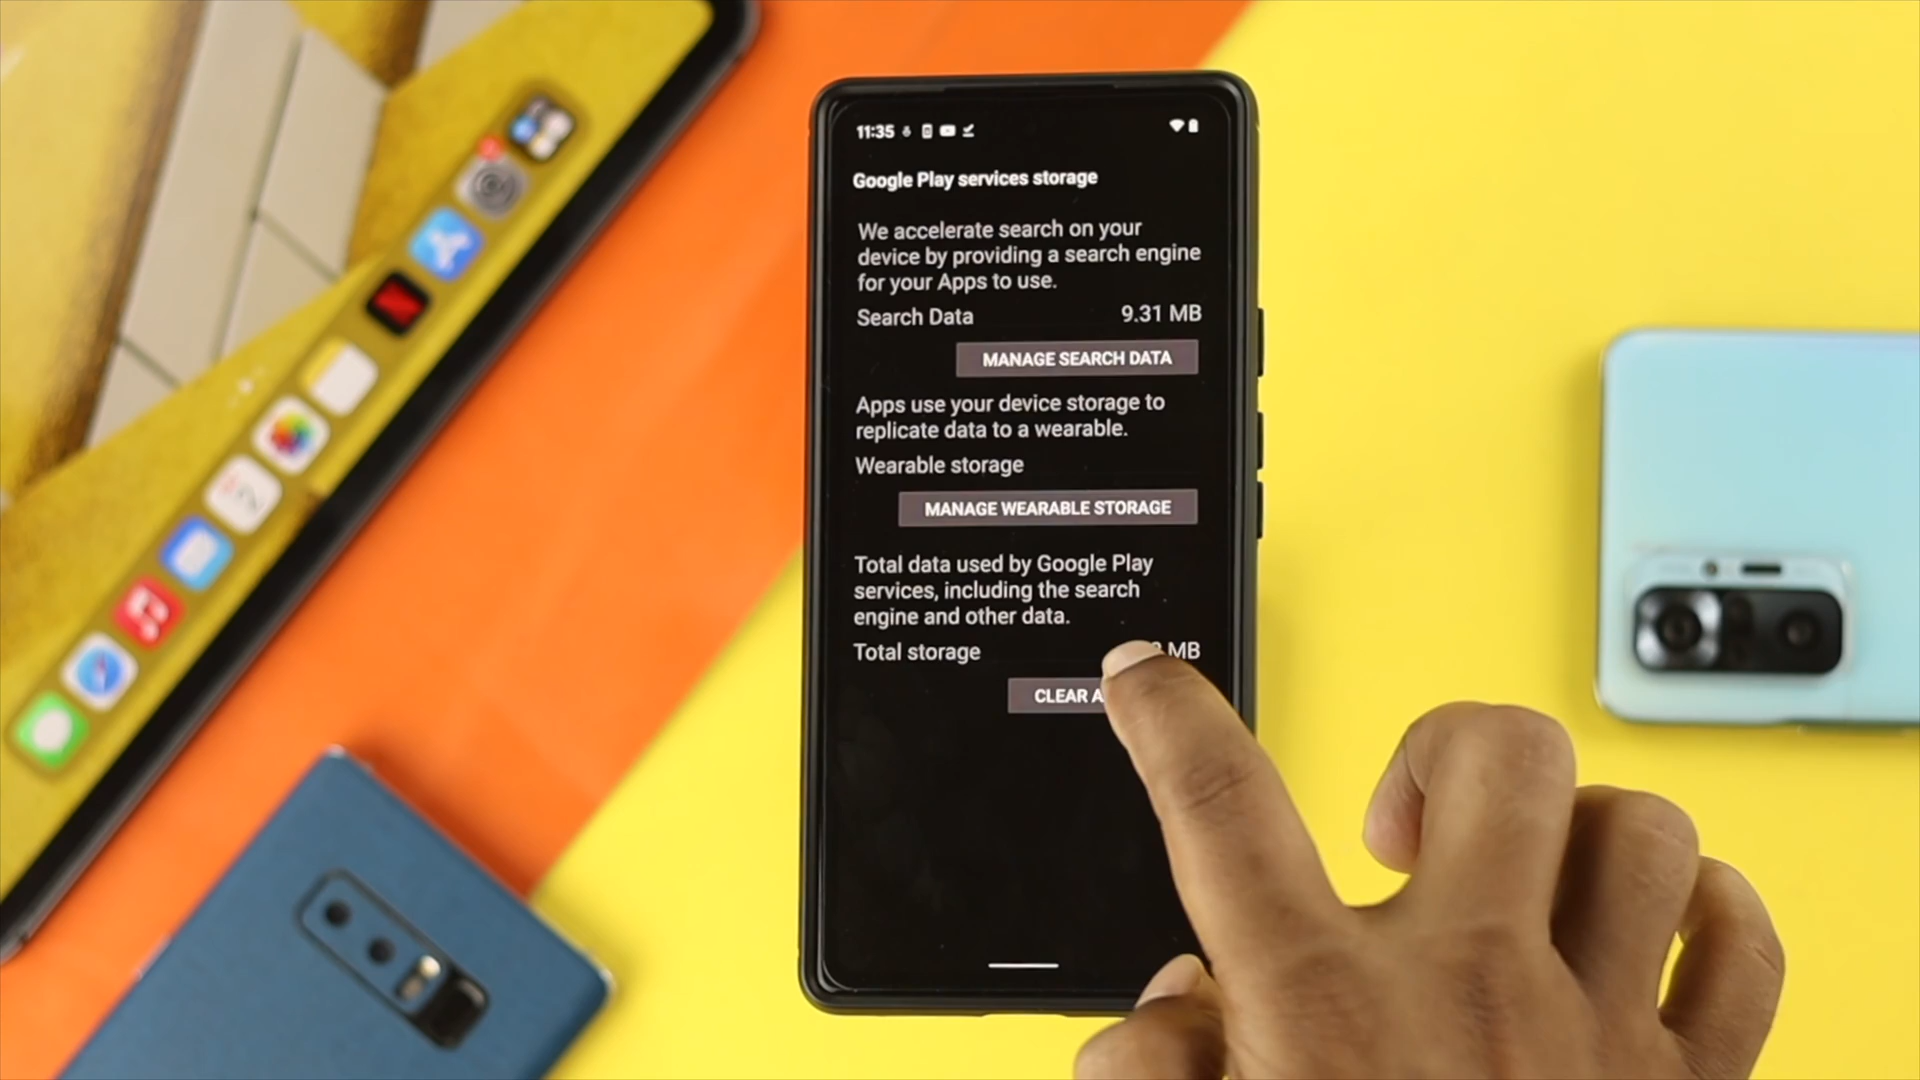 11:35
Google Play services storage
We accelerate search on your
device by providing a search engine
for your Apps to use.
Search Data 9.31 MB
MANAGE SEARCH DATA
Apps use your device storage to
replicate data to a wearable.
Wearable storage
MANAGE WEARABLE STORAGE
Total data used by Google Play
services, including the search
engine and other data.
Total storage MB
CLEAR